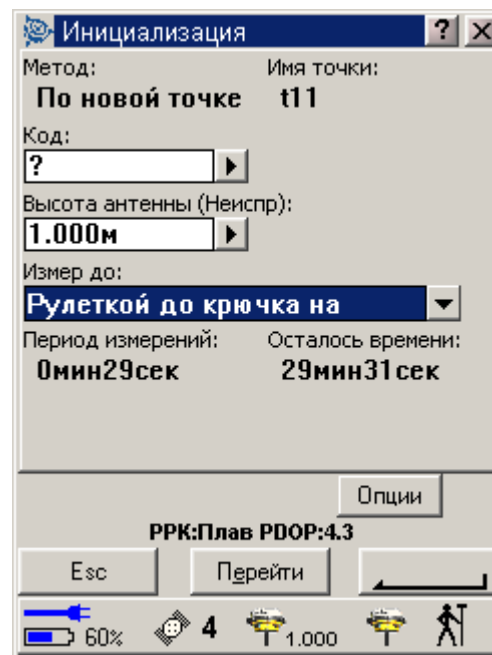 Инициализация ? X
Метод: Имя точки:
По новой точке t11
Код:
?
Высота антенны (Неиспр):
1.000м
Измер до:
Рулеткой до крючка на
Период измерений: Осталось времени:
0мин29сек 29мин31сек
Опции
РРК:Плав PDOP:4.3
Esc Перейти
60% 4 1.000